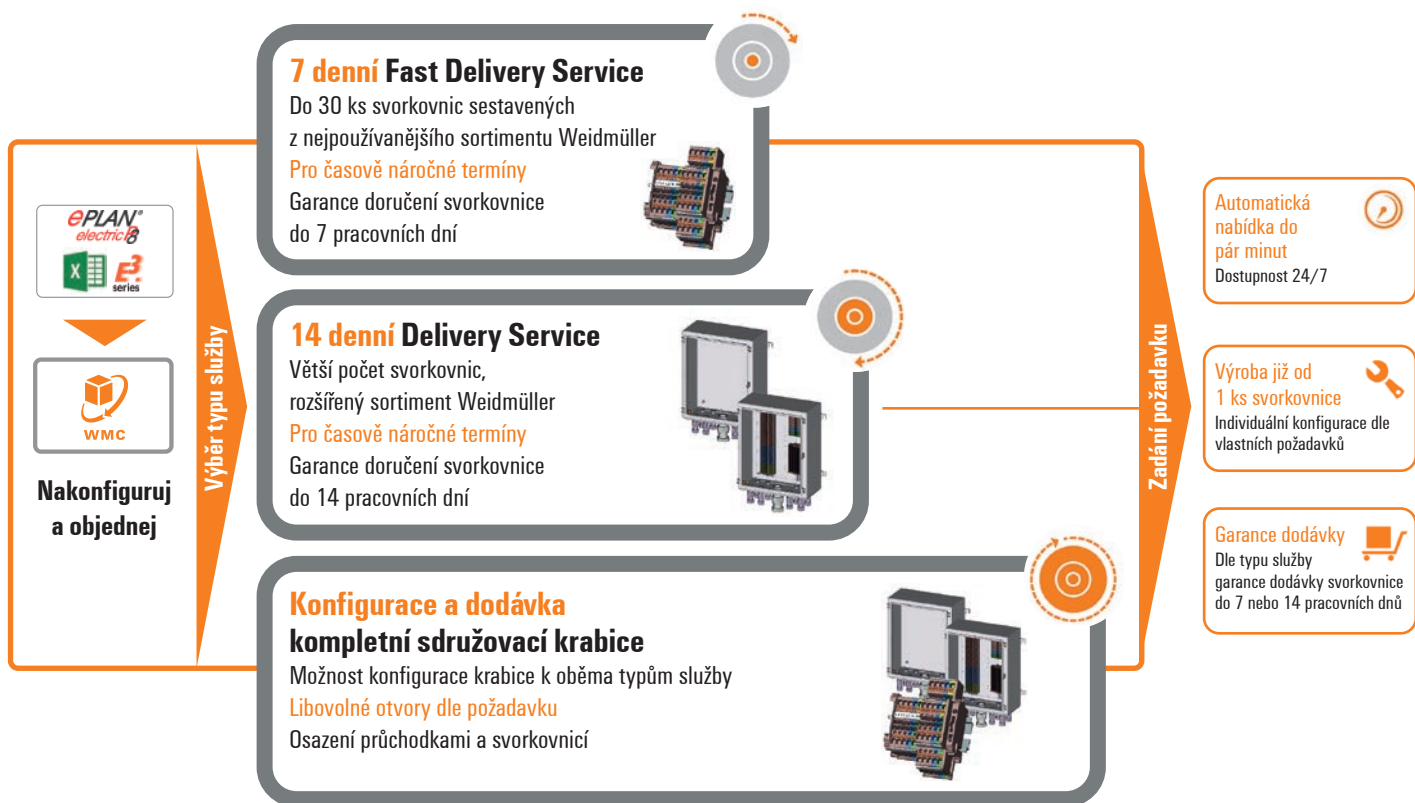 ePLAN®
electric P8
X
E³.
series
WMC
Nakonfiguruj
a objednej
Výběr typu služby
7 denní Fast Delivery Service
Do 30 ks svorkovnic sestavených
z nejpoužívanějšího sortimentu Weidmüller
Pro časově náročné termíny
Garance doručení svorkovnice
do 7 pracovních dní
14 denní Delivery Service
Větší počet svorkovnic,
rozšířený sortiment Weidmüller
Pro časově náročné termíny
Garance doručení svorkovnice
do 14 pracovních dní
Konfigurace a dodávka
kompletní sdružovací krabice
Možnost konfigurace krabice k oběma typům služby
Libovolné otvory dle požadavku
Osazení průchodkami a svorkovnicí
Zadání požadavku
Automatická
nabídka do
pár minut
Dostupnost 24/7
Výroba již od
1 ks svorkovnice
Individuální konfigurace dle
vlastních požadavků
Garance dodávky
Dle typu služby
garance dodávky svorkovnice
do 7 nebo 14 pracovních dnů